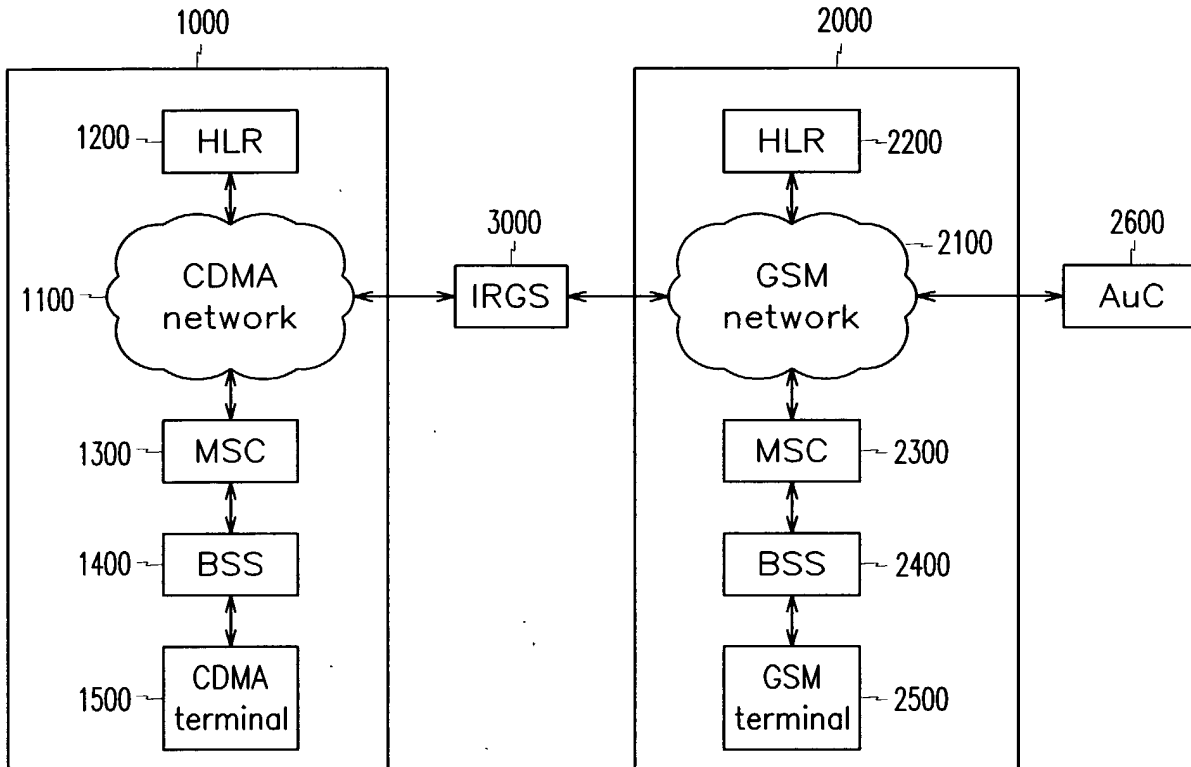 1000
2000
1200
HLR
HLR
2200
3000
2100
2600
1100
CDMA
network
IRGS
GSM
network
AuC
1300
MSC
MSC
2300
1400
BSS
BSS
2400
1500
CDMA
terminal
GSM
terminal
2500